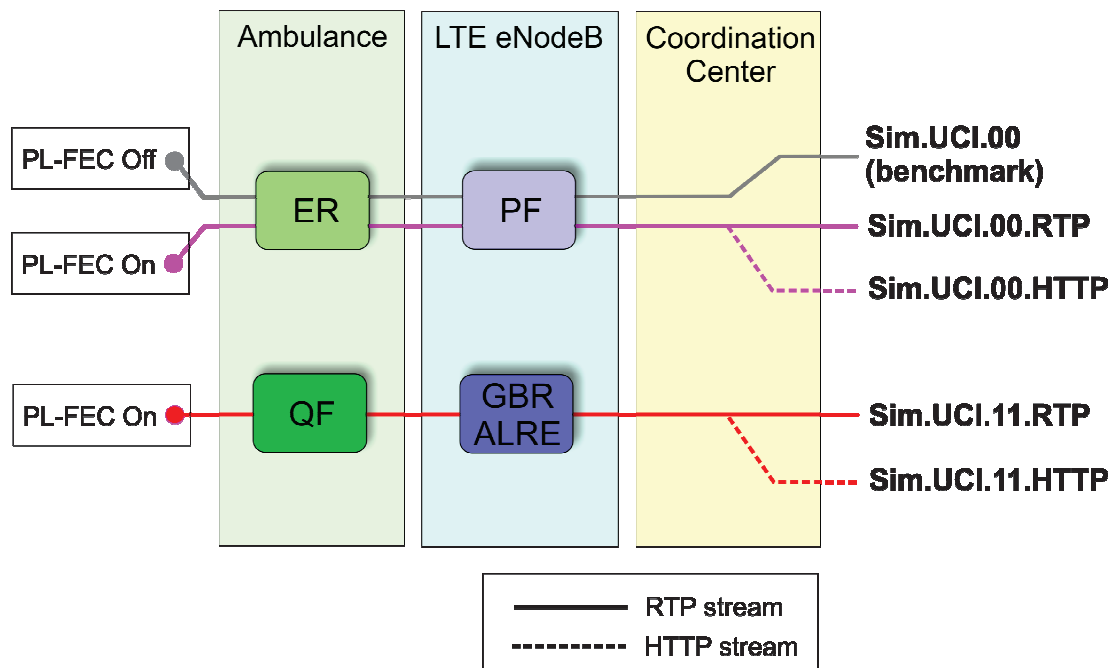 Ambulance
LTE eNodeB
Coordination
Center
PL-FEC Off
ER
PF
Sim.UCI.00
(benchmark)
PL-FEC On
Sim.UCI.00.RTP
Sim.UCI.00.HTTP
PL-FEC On
QF
GBR
ALRE
Sim.UCI.11.RTP
Sim.UCI.11.HTTP
RTP stream
HTTP stream